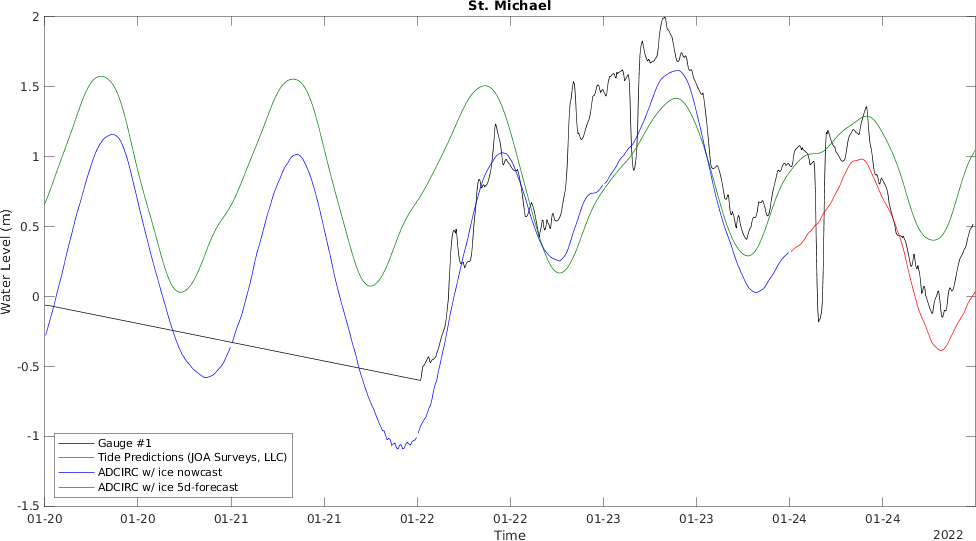 St. Michael
2
1.5
1
0.5
0
-0.5
-1
-1.5
Water Level (m)
Gauge #1
Tide Predictions (JOA Surveys, LLC)
ADCIRC w/ ice nowcast
ADCIRC w/ ice 5d-forecast
01-20 01-20 01-21 01-21 01-22 01-22 01-23 01-23 01-24 01-24
Time
2022